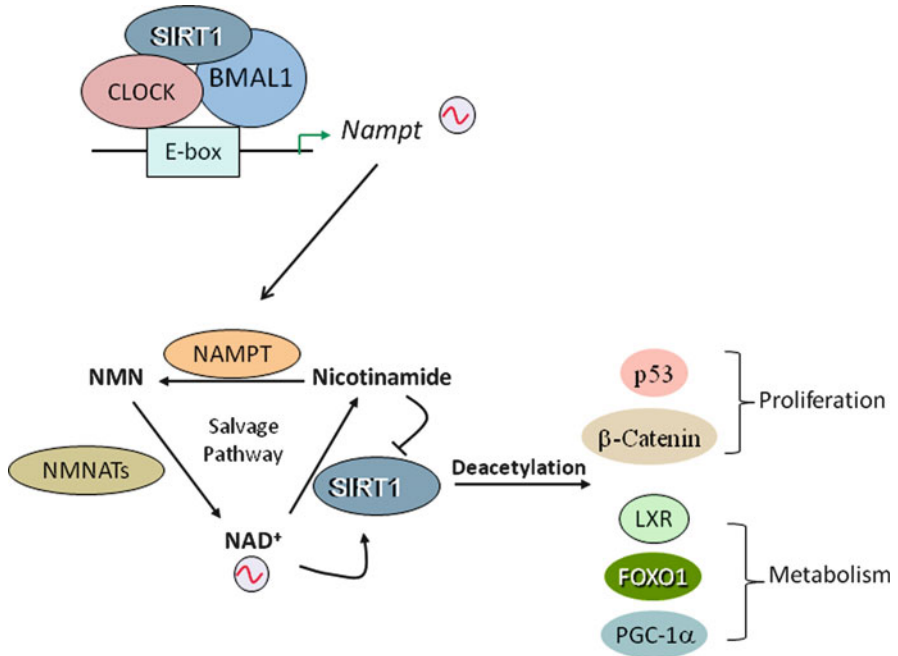 SIRT1
CLOCK
BMAL1
E-box
Nampt
NAMPT
NMN
Nicotinamide
Salvage
Pathway
NMNATs
SIRT1
Deacetylation
NAD⁺
p53
β-Catenin
Proliferation
LXR
FOXO1
PGC-1α
Metabolism